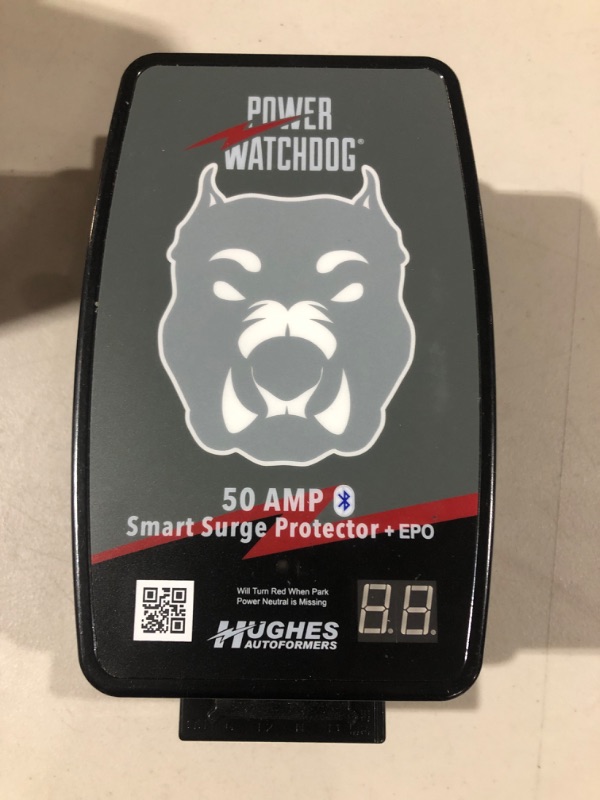 POWER
WATCHDOG®
50 AMP
Smart Surge Protector + EPO
Will Turn Red When Park
Power Neutral is Missing
HUGHES
AUTOFORMERS